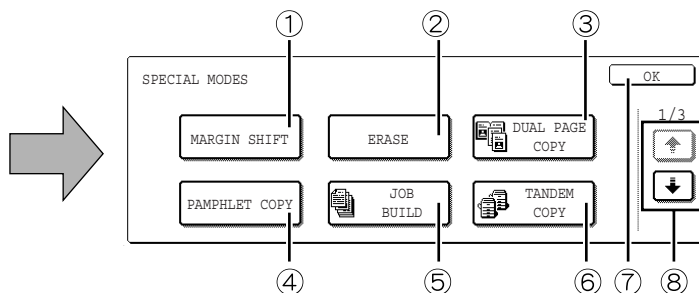 ① ② ③
SPECIAL MODES
OK
1/3
MARGIN SHIFT
ERASE
DUAL PAGE
COPY
PAMPHLET COPY
JOB
BUILD
TANDEM
COPY
④ ⑤ ⑥ ⑦ ⑧